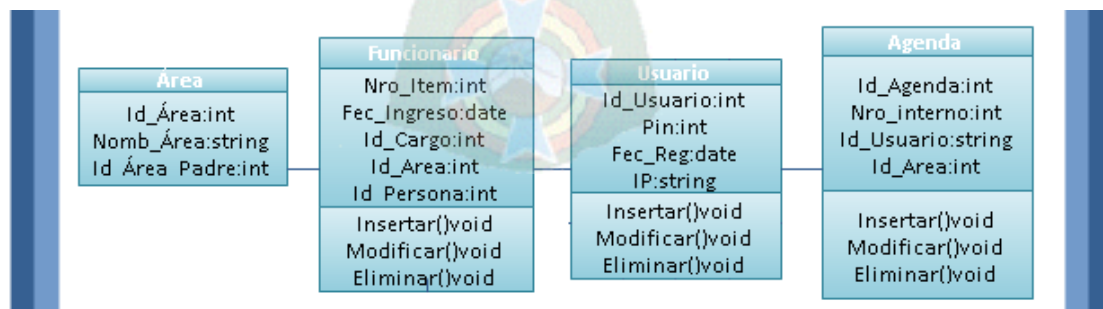 Área
Id_Área:int
Nomb_Área:string
Id_Área_Padre:int
Funcionario
Nro_Item:int
Fec_Ingreso:date
Id_Cargo:int
Id_Area:int
Id_Persona:int
Insertar()void
Modificar()void
Eliminar()void
Usuario
Id_Usuario:int
Pin:int
Fec_Reg:date
IP:string
Insertar()void
Modificar()void
Eliminar()void
Agenda
Id_Agenda:int
Nro_interno:int
Id_Usuario:string
Id_Area:int
Insertar()void
Modificar()void
Eliminar()void